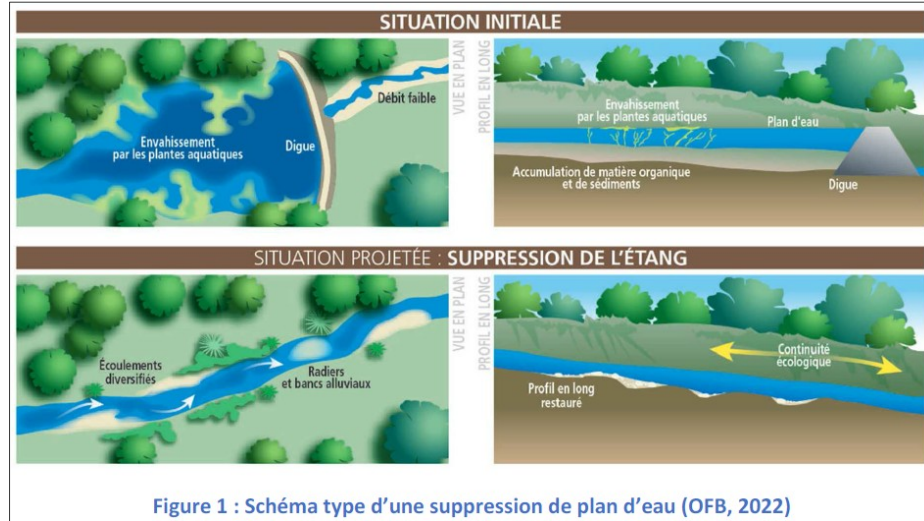 SITUATION INITIALE
Envahissement
par les plantes aquatiques
Digue
Débit faible
VUE EN PLAN
PROFIL EN LONG
Envahissement
par les plantes aquatiques
Plan d'eau
Accumulation de matière organique
et de sédiments
Digue
SITUATION PROJETÉE : SUPPRESSION DE L'ÉTANG
Écoulements
diversifiés
Radiers
et bancs alluviaux
VUE EN PLAN
PROFIL EN LONG
Continuité
écologique
Profil en long
restauré
Figure 1 : Schéma type d'une suppression de plan d'eau (OFB, 2022)